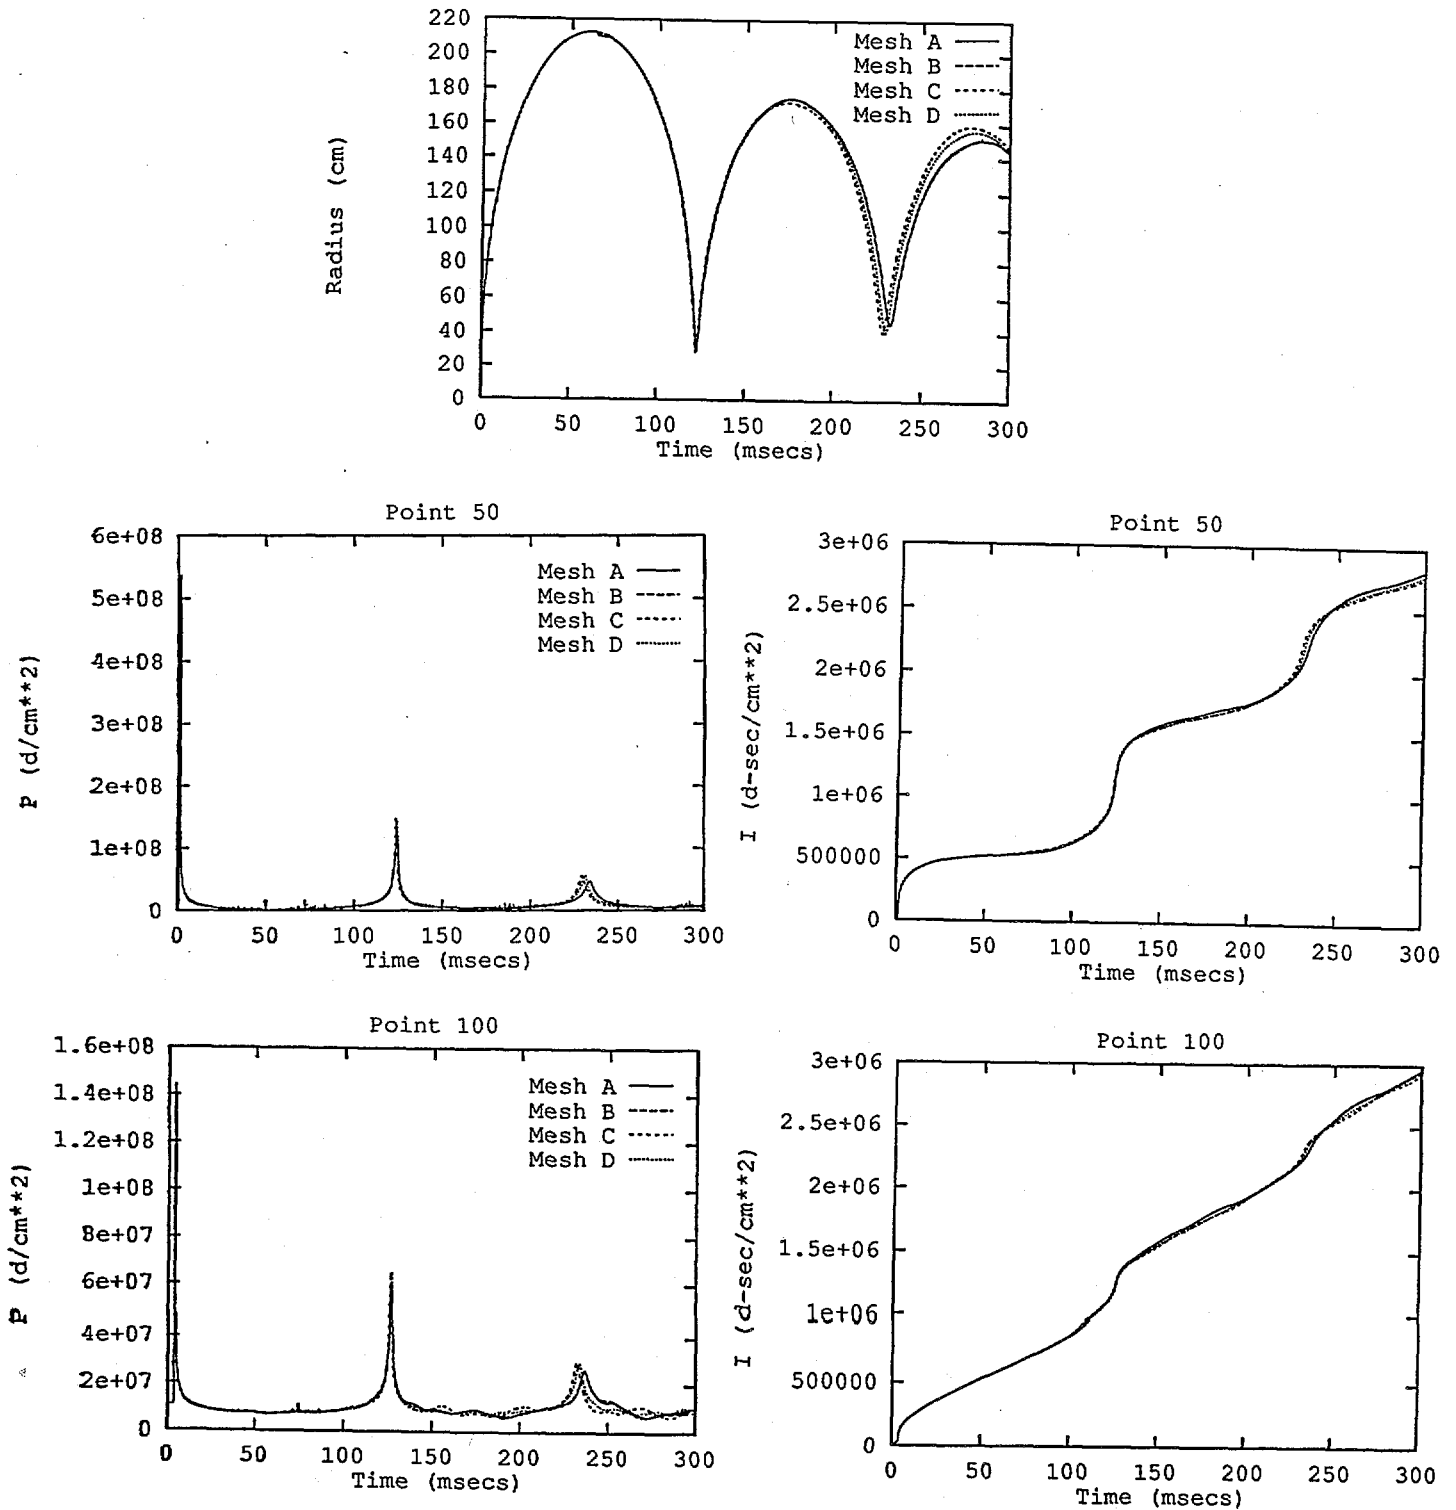 220
200
180
160
140
120
100
80
60
40
20
0
Radius (cm)
Mesh A
Mesh B
Mesh C
Mesh D
0 50 100 150 200 250 300
Time (msecs)
Point 50
6e+08
5e+08
4e+08
3e+08
2e+08
1e+08
0
P (d/cm**2)
Mesh A
Mesh B
Mesh C
Mesh D
0 50 100 150 200 250 300
Time (msecs)
Point 50
3e+06
2.5e+06
2e+06
1.5e+06
1e+06
500000
0
I (d-sec/cm**2)
0 50 100 150 200 250 300
Time (msecs)
Point 100
1.6e+08
1.4e+08
1.2e+08
1e+08
8e+07
6e+07
4e+07
2e+07
0
P (d/cm**2)
Mesh A
Mesh B
Mesh C
Mesh D
0 50 100 150 200 250 300
Time (msecs)
Point 100
3e+06
2.5e+06
2e+06
1.5e+06
1e+06
500000
0
I (d-sec/cm**2)
0 50 100 150 200 250 300
Time (msecs)